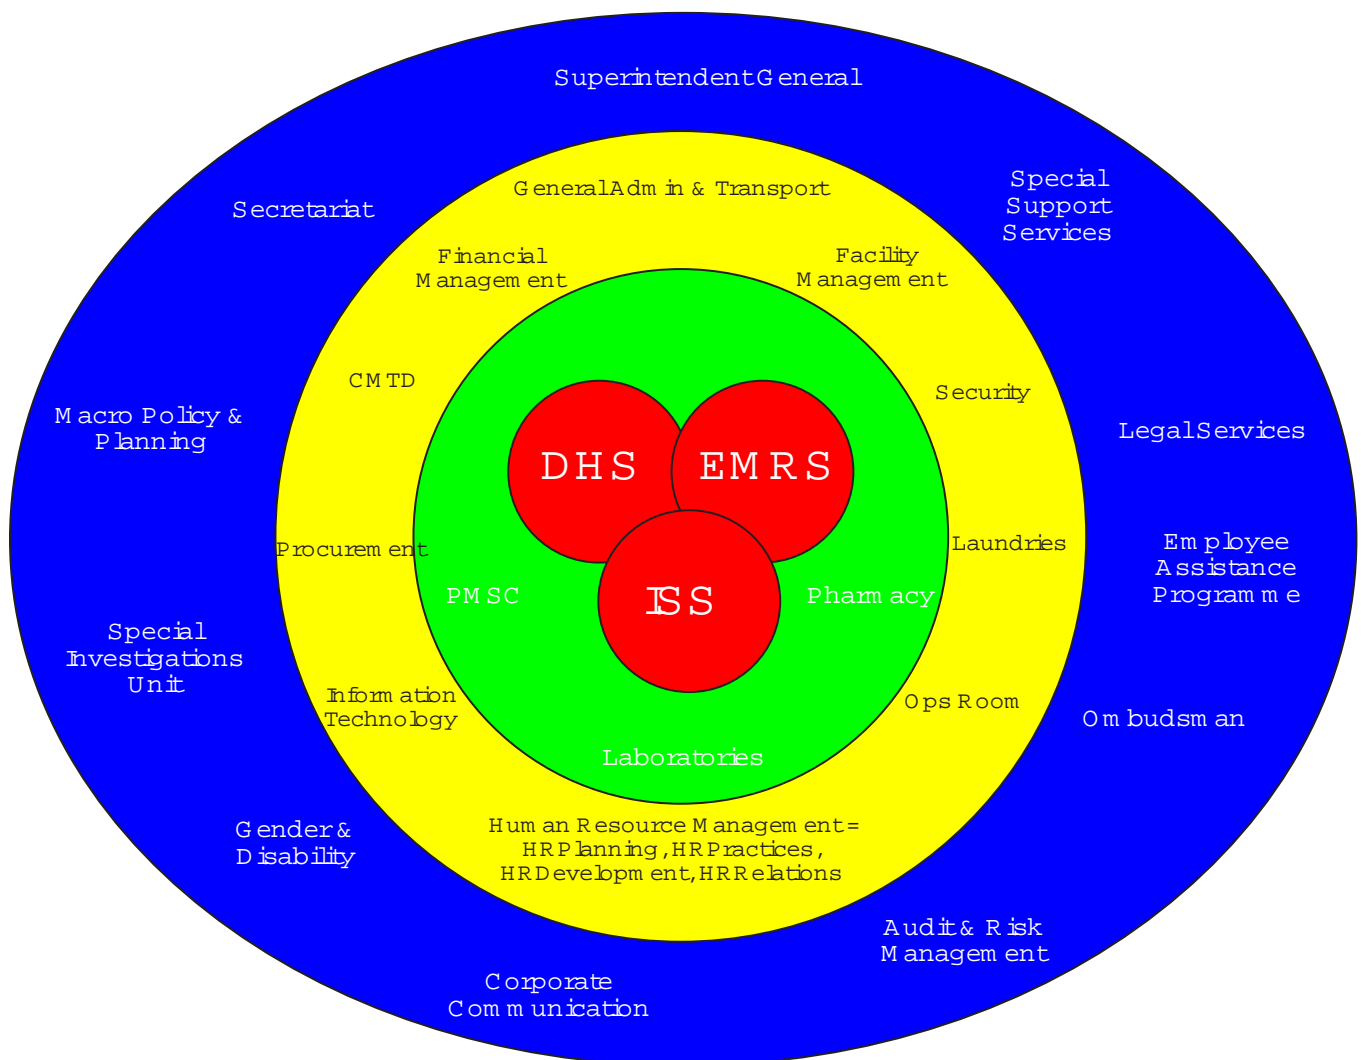 Superintendent General
Special
Support
Services
Secretariat
General Admin & Transport
Financial
Management
Facility
Management
CMTD
Security
Macro Policy &
Planning
Legal Services
DHS
EMRS
Procurement
Laundries
Employee
Assistance
Programme
PMSC
ISS
Pharmacy
Special
Investigations
Unit
Information
Technology
Ops Room
Ombudsman
Laboratories
Gender &
Disability
Human Resource Management =
HR Planning, HR Practices,
HR Development, HR Relations
Audit & Risk
Management
Corporate
Communication